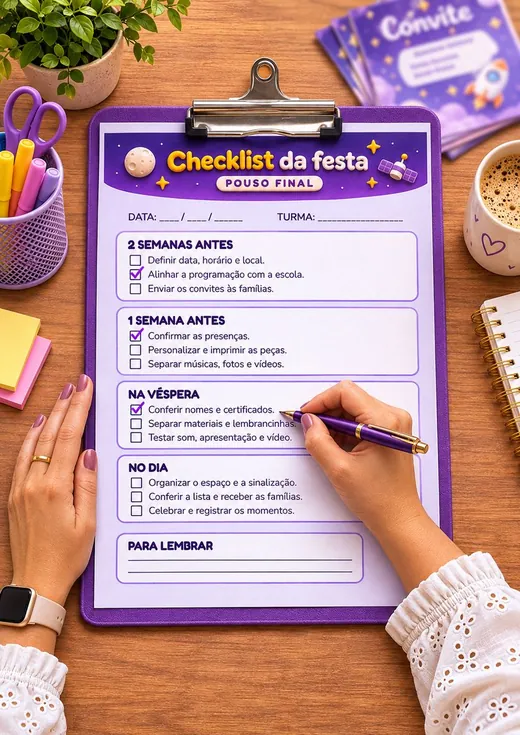 Convite
Checklist da festa
POUSO FINAL
DATA: ____ / ____ / _____ TURMA: _________________
2 SEMANAS ANTES
Definir data, horário e local.
Alinhar a programação com a escola.
Enviar os convites às famílias.
1 SEMANA ANTES
Confirmar as presenças.
Personalizar e imprimir as peças.
Separar músicas, fotos e vídeos.
NA VÉSPERA
Conferir nomes e certificados.
Separar materiais e lembrancinhas.
Testar som, apresentação e vídeo.
NO DIA
Organizar o espaço e a sinalização.
Conferir a lista e receber as famílias.
Celebrar e registrar os momentos.
PARA LEMBRAR